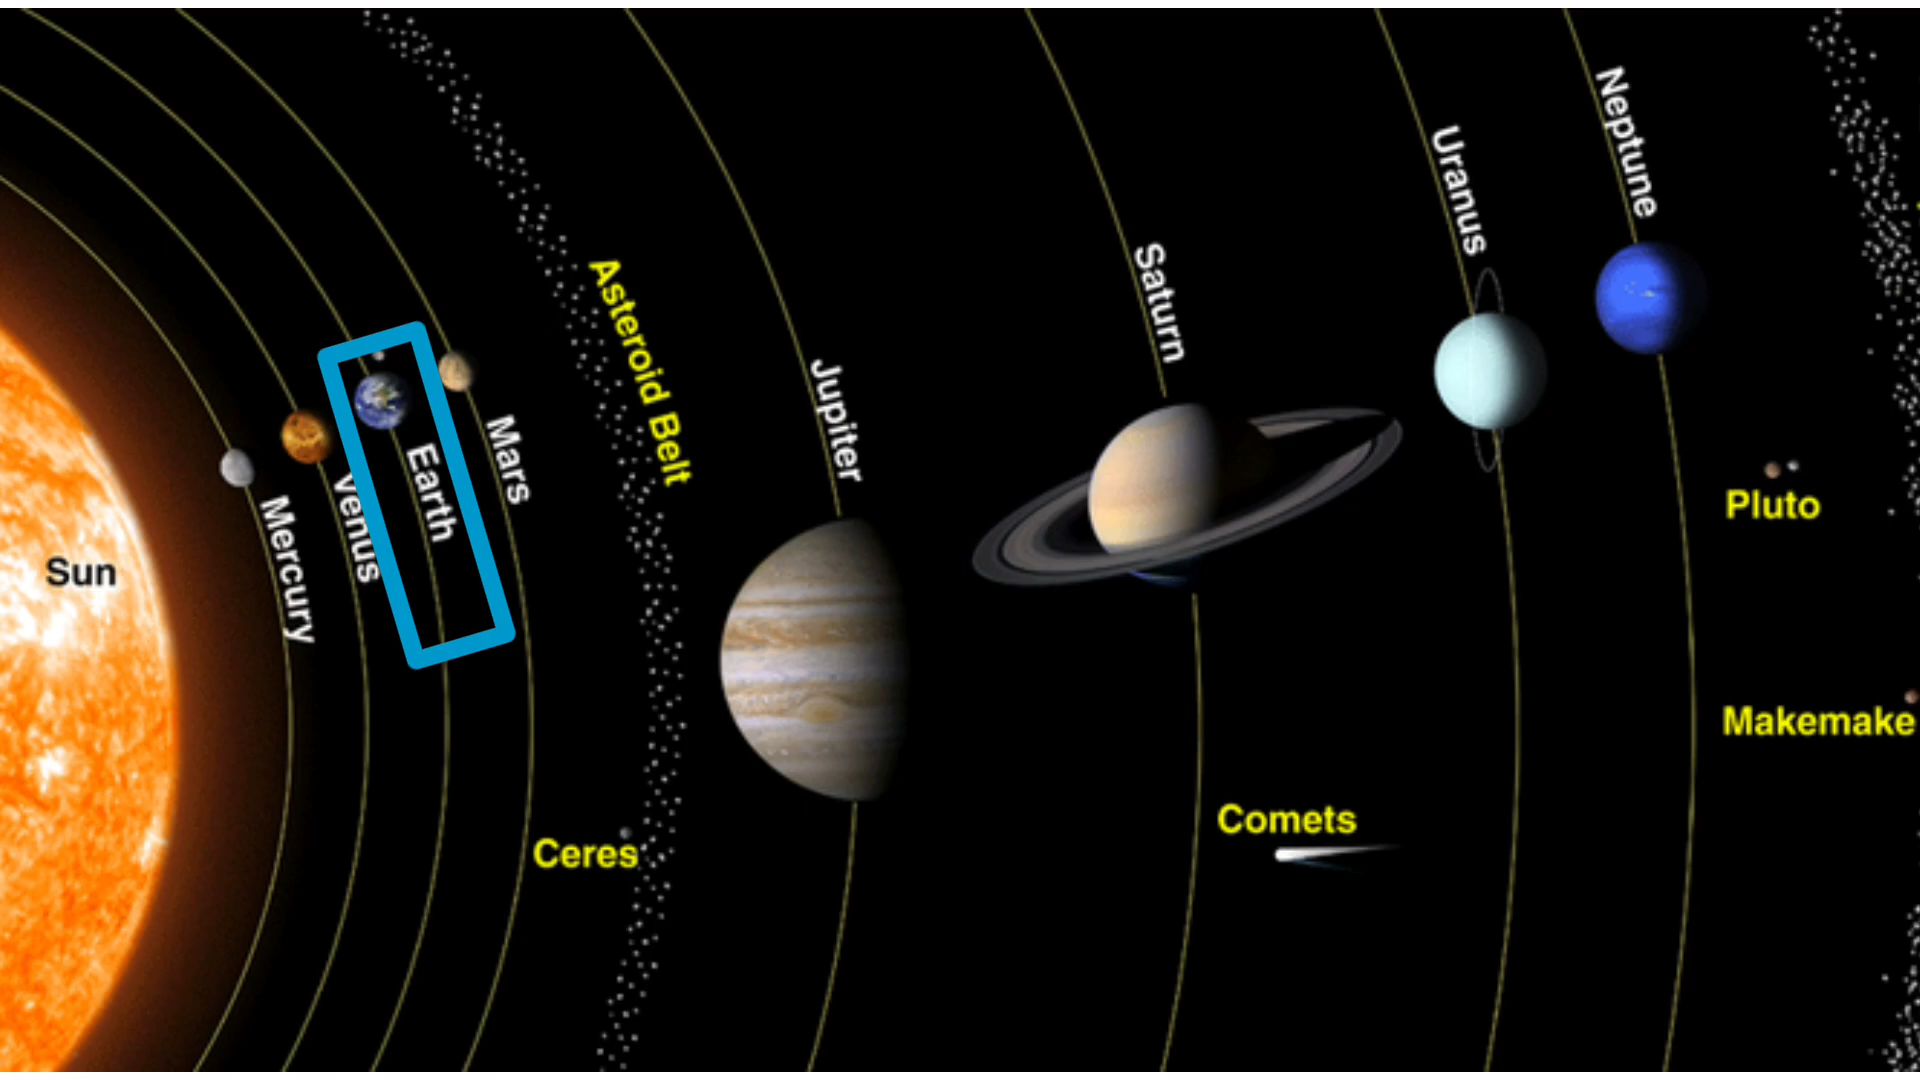 Sun
Mercury
Venus
Earth
Mars
Asteroid Belt
Ceres
Jupiter
Saturn
Comets
Uranus
Neptune
Pluto
Makemake